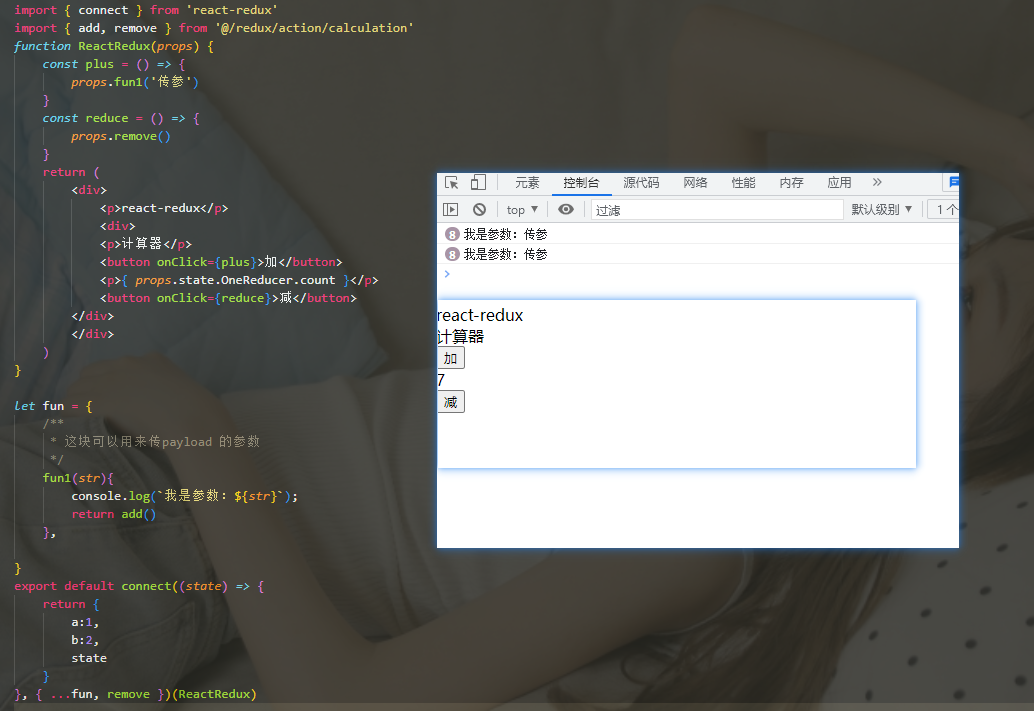 import { connect } from 'react-redux'
import { add, remove } from '@/redux/action/calculation'
function ReactRedux(props) {
const plus = () => {
props.fun1('传参')
}
const reduce = () => {
props.remove()
}
return (
<div>
<p>react-redux</p>
<div>
<p>计算器</p>
<button onClick={plus}>加</button>
<p>{ props.state.OneReducer.count }</p>
<button onClick={reduce}>减</button>
</div>
</div>
)
}
let fun = {
/**
* 这块可以用来传payload 的参数
*/
fun1(str){
console.log(`我是参数: ${str}`);
return add()
},
}
export default connect((state) => {
return {
a:1,
b:2,
state
}
}, { ...fun, remove })(ReactRedux)
元素 控制台 源代码 网络 性能 内存 应用 »
top ▼ 过滤 默认级别 ▼ 1 个
8 我是参数: 传参
8 我是参数: 传参
>
react-redux
计算器
加
7
减